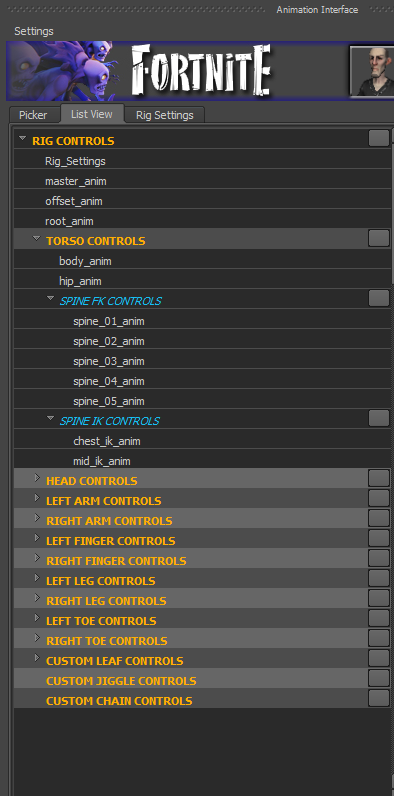 Animation Interface
Settings
FORTNITE
Picker List View Rig Settings
RIG CONTROLS
Rig_Settings
master_anim
offset_anim
root_anim
TORSO CONTROLS
body_anim
hip_anim
SPINE FK CONTROLS
spine_01_anim
spine_02_anim
spine_03_anim
spine_04_anim
spine_05_anim
SPINE IK CONTROLS
chest_ik_anim
mid_ik_anim
HEAD CONTROLS
LEFT ARM CONTROLS
RIGHT ARM CONTROLS
LEFT FINGER CONTROLS
RIGHT FINGER CONTROLS
LEFT LEG CONTROLS
RIGHT LEG CONTROLS
LEFT TOE CONTROLS
RIGHT TOE CONTROLS
CUSTOM LEAF CONTROLS
CUSTOM JIGGLE CONTROLS
CUSTOM CHAIN CONTROLS